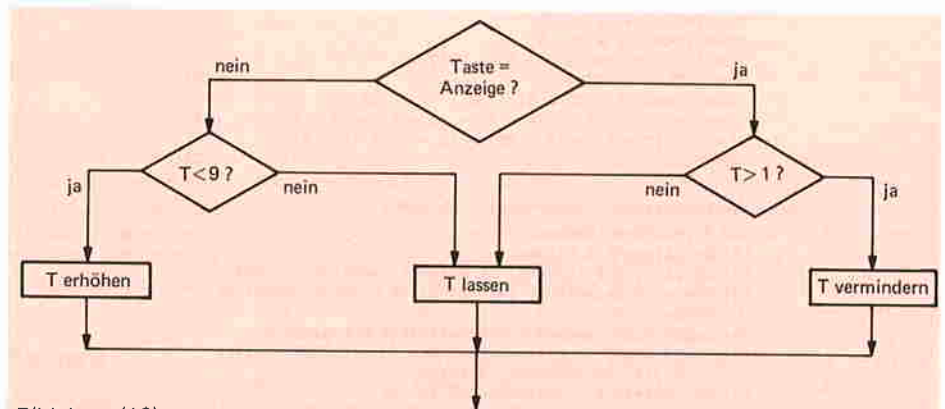 Taste =
Anzeige ?
nein
ja
T<9 ?
T>1 ?
ja
nein
nein
ja
T erhöhen
T lassen
T vermindern